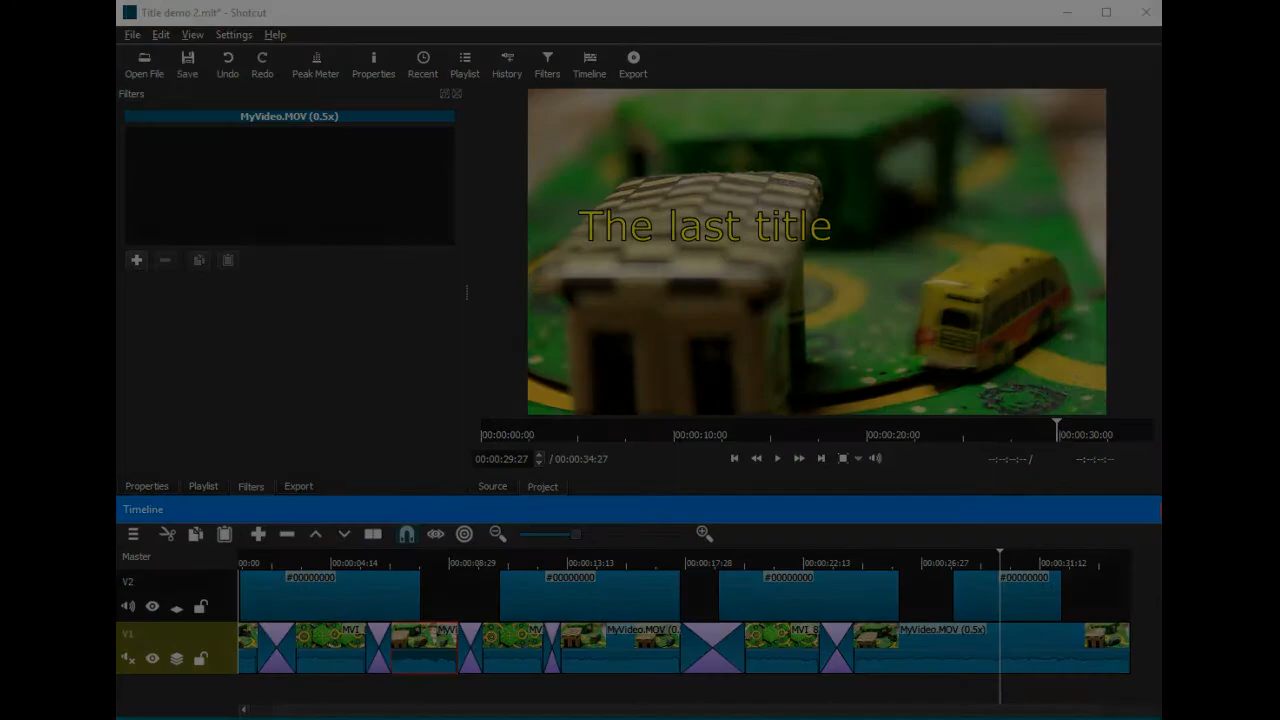 Title demo 2.mlt* - Shotcut
File Edit View Settings Help
Open File Save Undo Redo Peak Meter Properties Recent Playlist History Filters Timeline Export
Filters
MyVideo.MOV (0.5x)
The last title
|00:00:00:00 |00:00:10:00 |00:00:20:00 |00:00:30:00
00:00:29:27 / 00:00:34:27 --:--:--:-- / --:--:--:--
Properties Playlist Filters Export Source Project
Timeline
Master
00:00 |00:00:04:14 |00:00:08:29 |00:00:13:13 |00:00:17:28 |00:00:22:13 |00:00:26:27 |00:00:31:12
V2 #00000000 #00000000 #00000000 #00000000
V1 MVI_ MyVi MV MyVideo.MOV (0. MVI_8 MyVideo.MOV (0.5x)